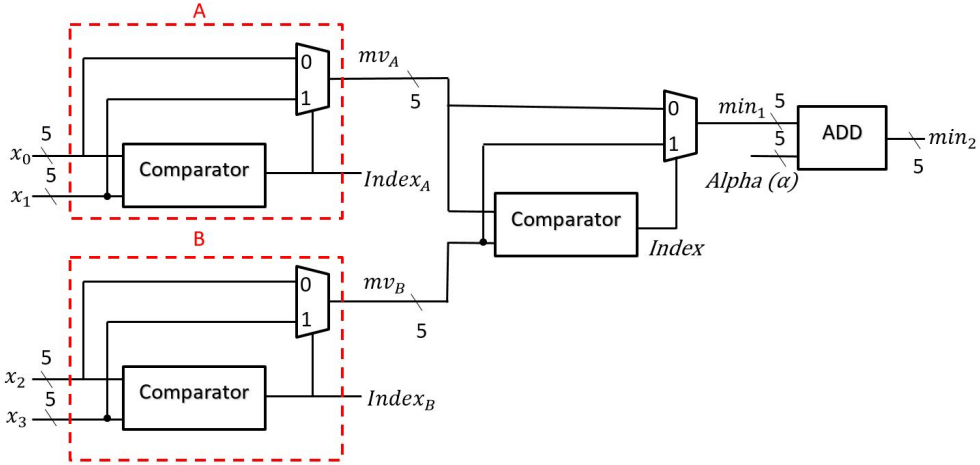 A
0
1
mv_A
5
5
x_0
5
x_1
Comparator
Index_A
B
0
1
mv_B
5
5
x_2
5
x_3
Comparator
Index_B
0
1
Comparator
Index
min_1
5
5
Alpha (α)
ADD
min_2
5